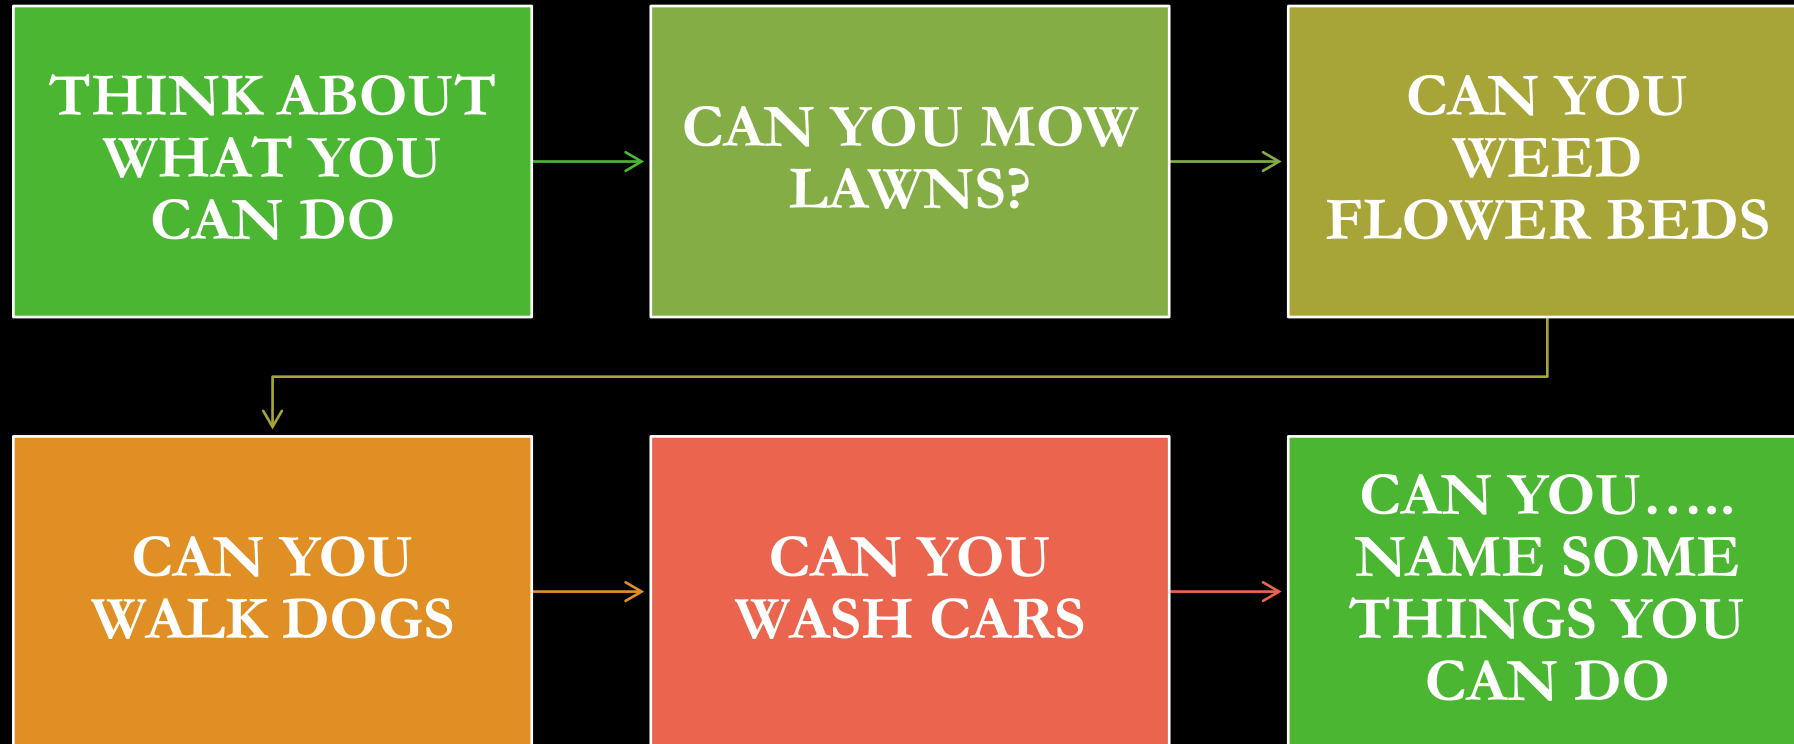 THINK ABOUT
WHAT YOU
CAN DO
CAN YOU MOW
LAWNS?
CAN YOU
WEED
FLOWER BEDS
CAN YOU
WALK DOGS
CAN YOU
WASH CARS
CAN YOU…..
NAME SOME
THINGS YOU
CAN DO